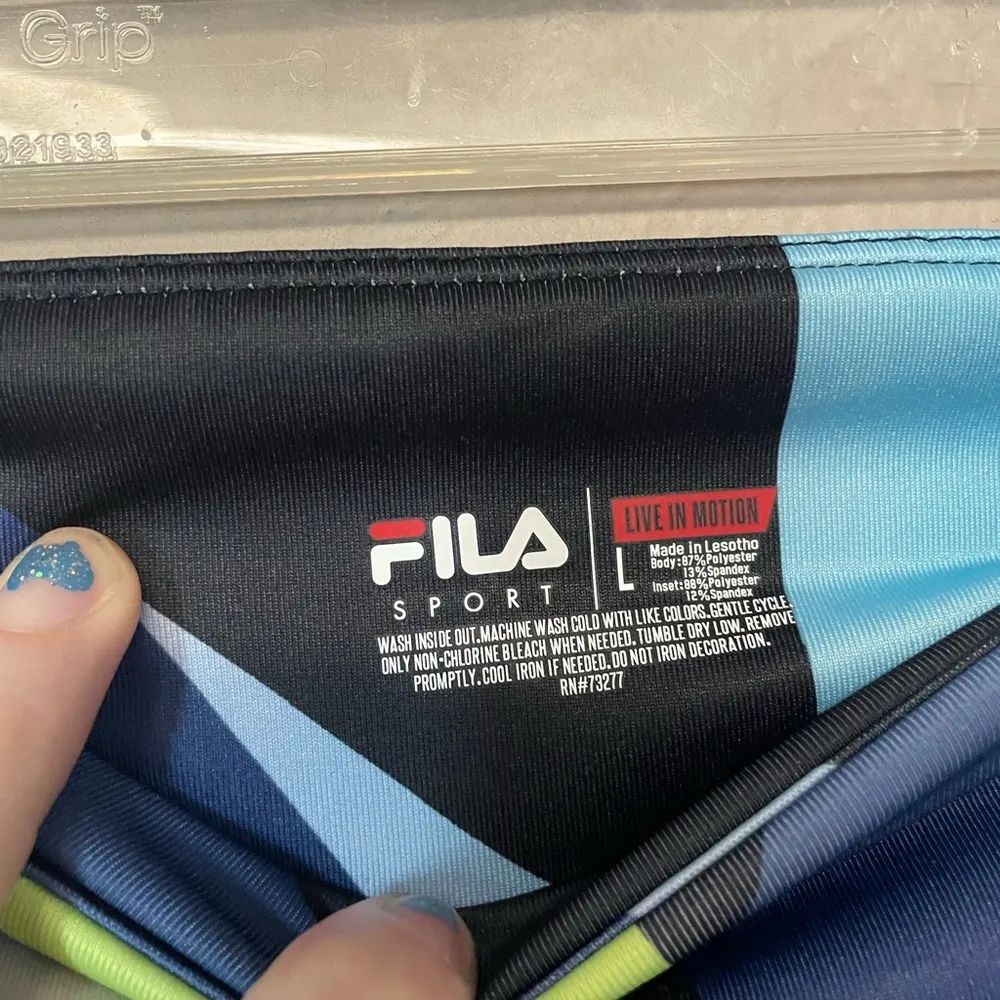 Grip™
321933
FILA
SPORT
LIVE IN MOTION
L
Made in Lesotho
Body:87%Polyester
13%Spandex
Inset:88%Polyester
12%Spandex
WASH INSIDE OUT.MACHINE WASH COLD WITH LIKE COLORS.GENTLE CYCLE.
ONLY NON-CHLORINE BLEACH WHEN NEEDED.TUMBLE DRY LOW. REMOVE
PROMPTLY.COOL IRON IF NEEDED.DO NOT IRON DECORATION.
RN#73277